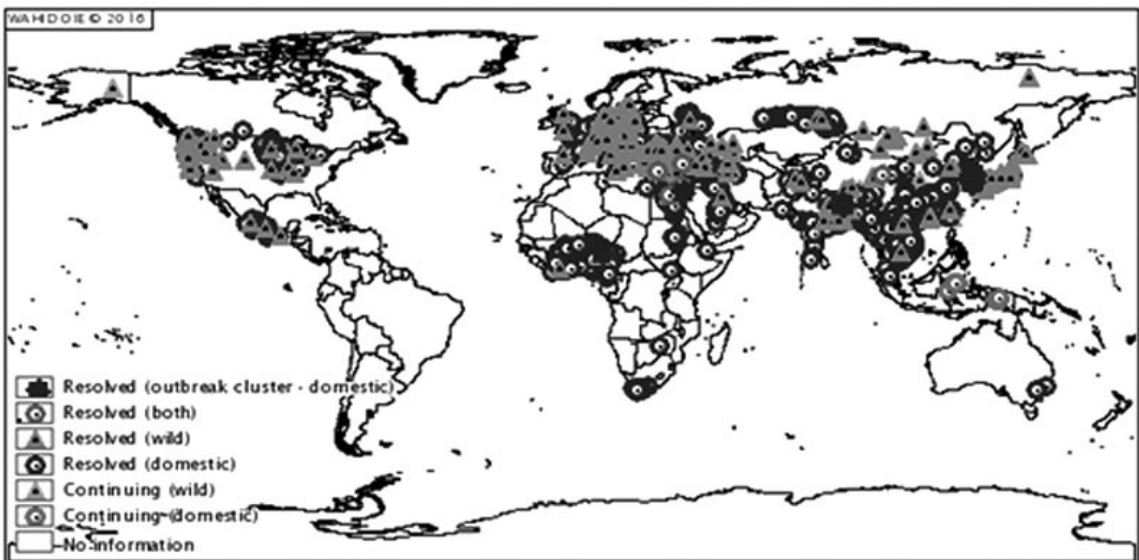 WAHID OIE © 2016
Resolved (outbreak cluster - domestic)
Resolved (both)
Resolved (wild)
Resolved (domestic)
Continuing (wild)
Continuing (domestic)
No information